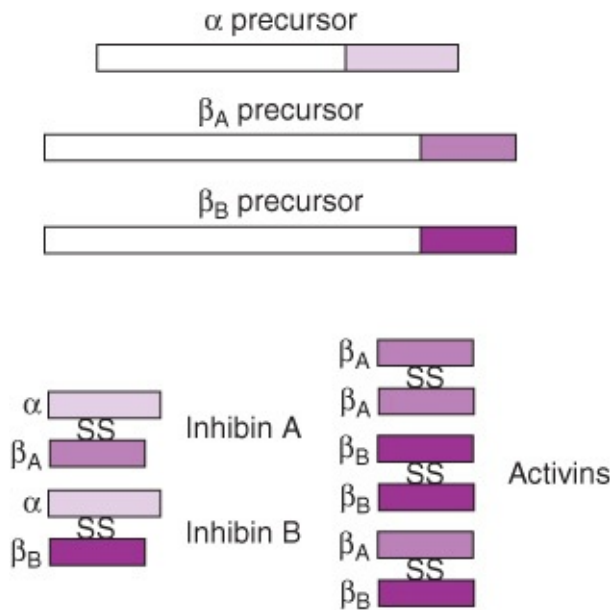 α precursor
βA precursor
βB precursor
α
SS
βA
Inhibin A
α
SS
βB
Inhibin B
βA
SS
βA
βB
SS
βB
βA
SS
βB
Activins